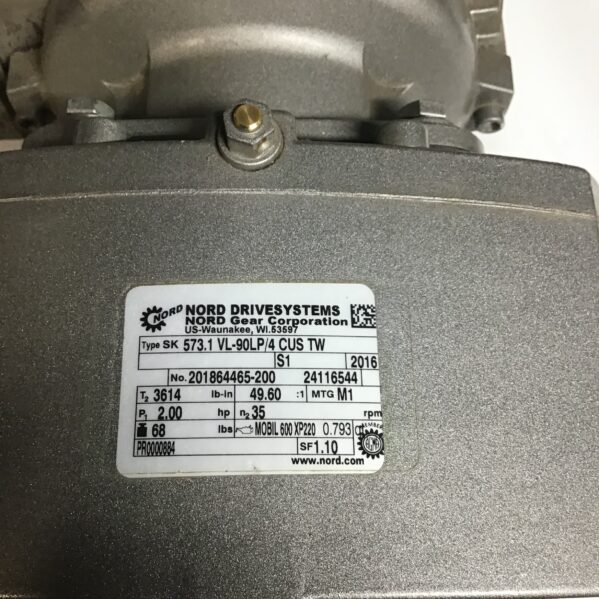 NORD
NORD DRIVESYSTEMS
NORD Gear Corporation
US-Waunakee, WI.53597
Type SK 573.1 VL-90LP/4 CUS TW
S1 2016
No. 201864465-200 24116544
T2 3614 lb-in 49.60 :1 MTG M1
P1 2.00 hp n2 35 rpm
68 lbs MOBIL 600 XP220 0.793
PR0000884 SF 1.10
www.nord.com